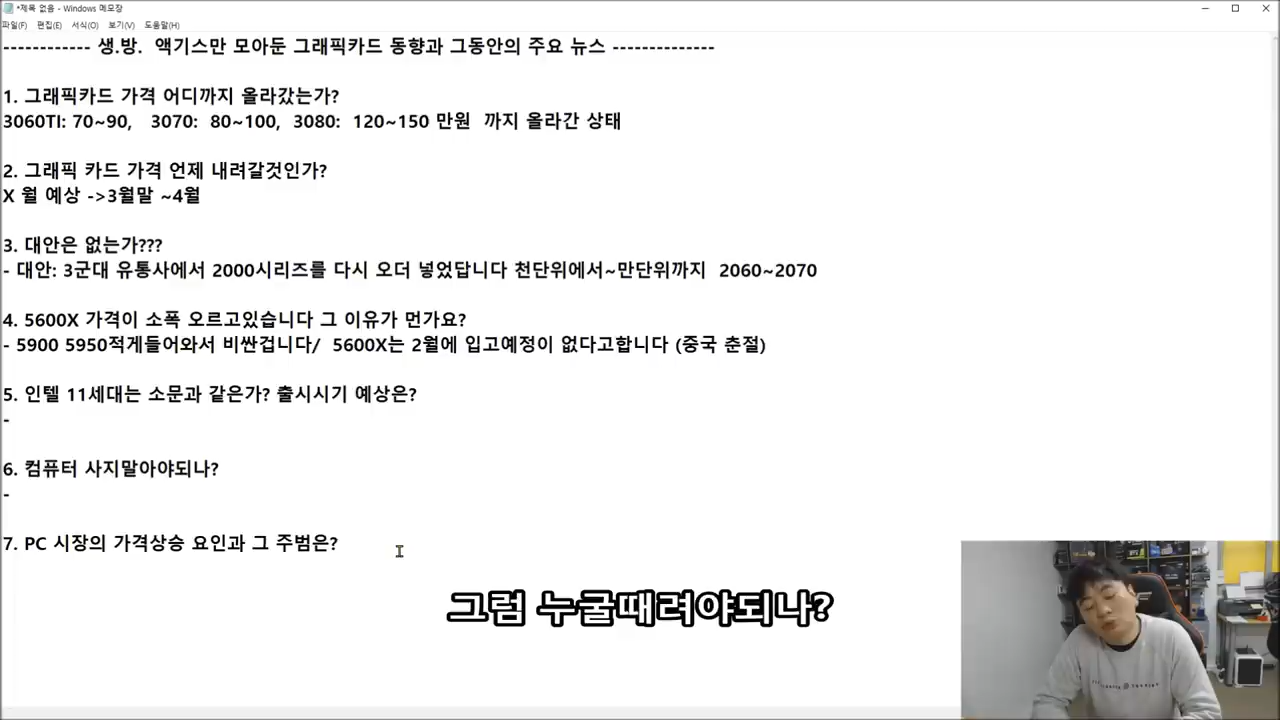 *제목 없음 - Windows 메모장
파일(F) 편집(E) 서식(O) 보기(V) 도움말(H)
------------ 생.방. 액기스만 모아둔 그래픽카드 동향과 그동안의 주요 뉴스 --------------
1. 그래픽카드 가격 어디까지 올라갔는가?
3060TI: 70~90, 3070: 80~100, 3080: 120~150 만원 까지 올라간 상태
2. 그래픽 카드 가격 언제 내려갈것인가?
X 월 예상 ->3월말 ~4월
3. 대안은 없는가???
- 대안: 3군대 유통사에서 2000시리즈를 다시 오더 넣었답니다 천단위에서~만단위까지 2060~2070
4. 5600X 가격이 소폭 오르고있습니다 그 이유가 먼가요?
- 5900 5950적게들어와서 비싼겁니다/ 5600X는 2월에 입고예정이 없다고합니다 (중국 춘절)
5. 인텔 11세대는 소문과 같은가? 출시시기 예상은?
-
6. 컴퓨터 사지말아야되나?
-
7. PC 시장의 가격상승 요인과 그 주범은?
그럼 누굴때려야되나?